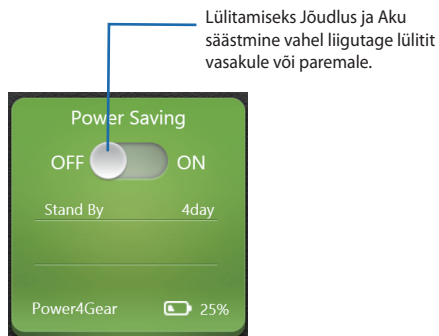 Lülitamiseks Jõudlus ja Aku
säästmine vahel liigutage lülitit
vasakule või paremale.
Power Saving
OFF ON
Stand By 4day
Power4Gear 25%